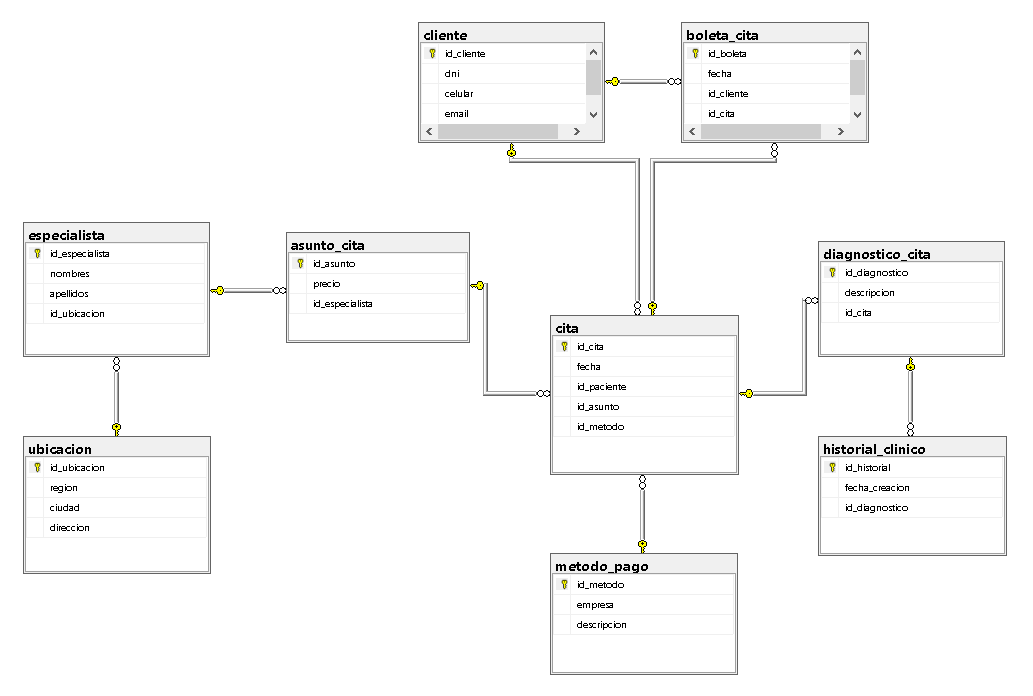 cliente
id_cliente
dni
celular
email
boleta_cita
id_boleta
fecha
id_cliente
id_cita
especialista
id_especialista
nombres
apellidos
id_ubicacion
asunto_cita
id_asunto
precio
id_especialista
diagnostico_cita
id_diagnostico
descripcion
id_cita
cita
id_cita
fecha
id_paciente
id_asunto
id_metodo
ubicacion
id_ubicacion
region
ciudad
direccion
historial_clinico
id_historial
fecha_creacion
id_diagnostico
metodo_pago
id_metodo
empresa
descripcion